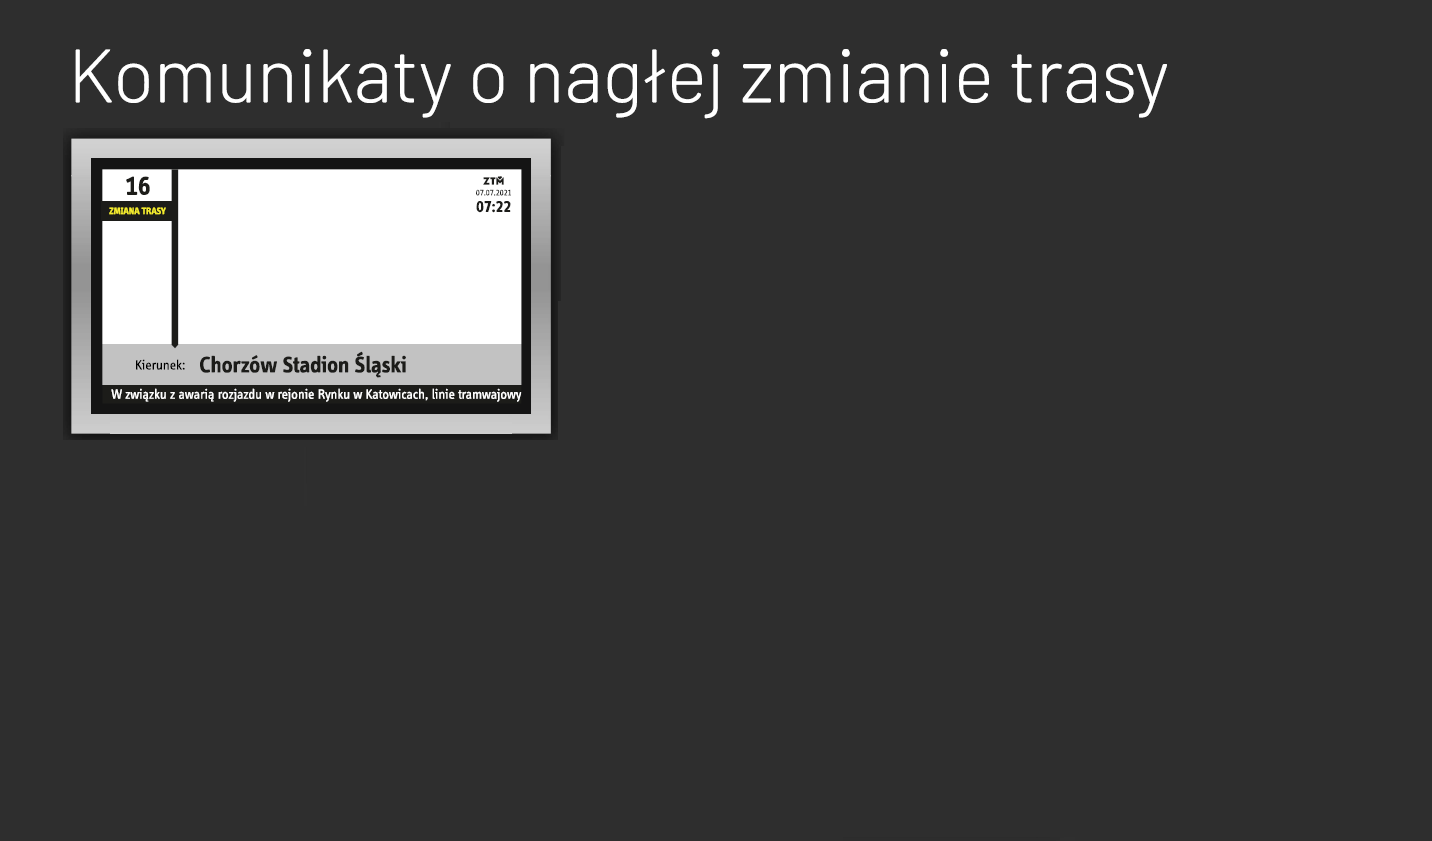 Komunikaty o nagłej zmianie trasy
16
ZMIANA TRASY
ZTM
07.07.2021
07:22
Kierunek: Chorzów Stadion Śląski
W związku z awarią rozjazdu w rejonie Rynku w Katowicach, linie tramwajowy